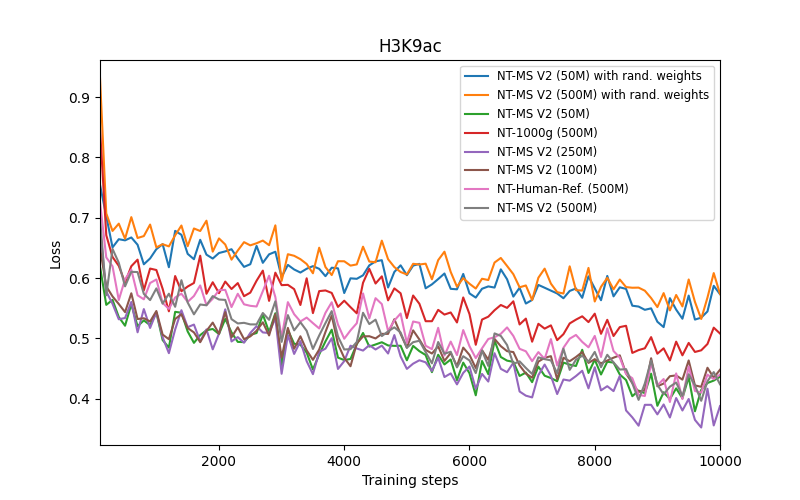 H3K9ac
NT-MS V2 (50M) with rand. weights
NT-MS V2 (500M) with rand. weights
NT-MS V2 (50M)
NT-1000g (500M)
NT-MS V2 (250M)
NT-MS V2 (100M)
NT-Human-Ref. (500M)
NT-MS V2 (500M)
Loss
0.9
0.8
0.7
0.6
0.5
0.4
2000 4000 6000 8000 10000
Training steps